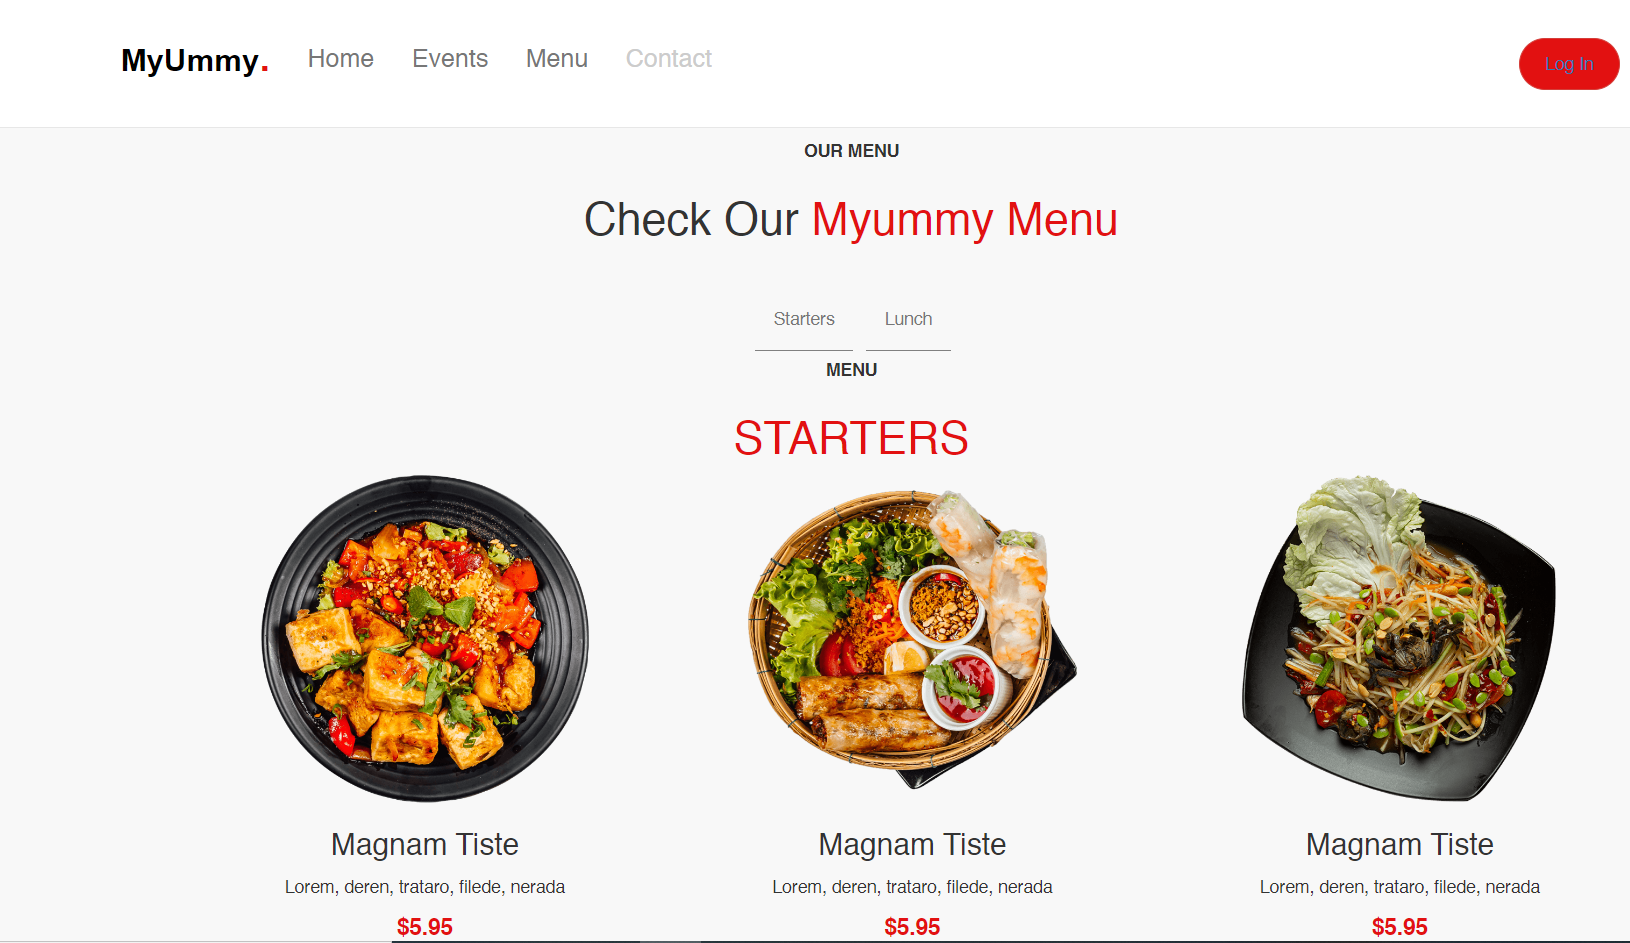 MyUmmy. Home Events Menu Contact Log In
OUR MENU
Check Our Myummy Menu
Starters Lunch
MENU
STARTERS
Magnam Tiste Magnam Tiste Magnam Tiste
Lorem, deren, trataro, filede, nerada Lorem, deren, trataro, filede, nerada Lorem, deren, trataro, filede, nerada
$5.95 $5.95 $5.95